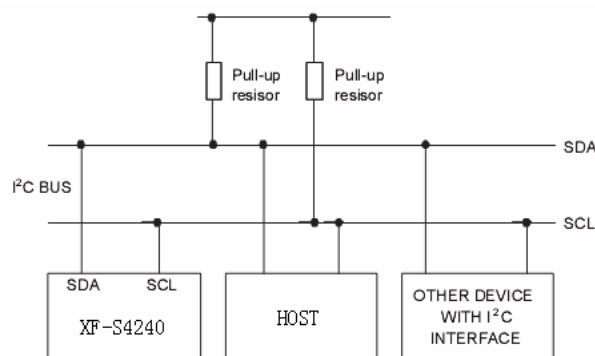 Pull-up
resisor
Pull-up
resisor
SDA
I²C BUS
SCL
SDA
SCL
XF-S4240
HOST
OTHER DEVICE
WITH I²C
INTERFACE